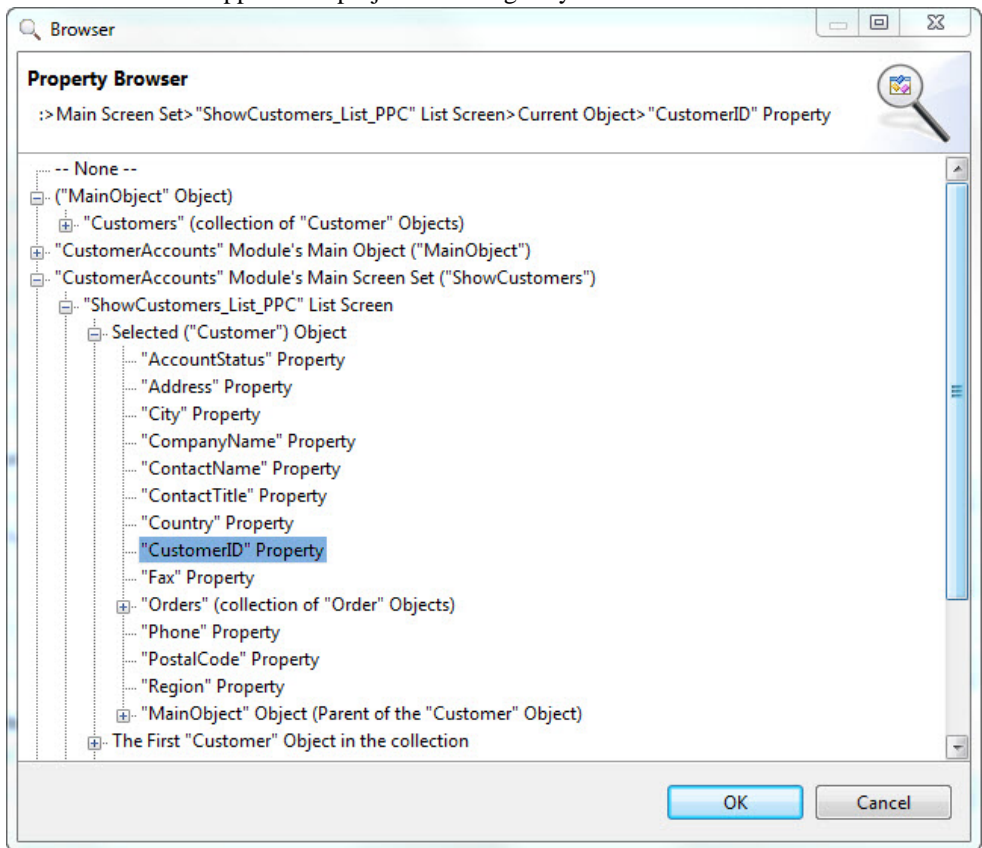 Browser
Property Browser
:>Main Screen Set>"ShowCustomers_List_PPC" List Screen>Current Object>"CustomerID" Property
-- None --
("MainObject" Object)
"Customers" (collection of "Customer" Objects)
"CustomerAccounts" Module's Main Object ("MainObject")
"CustomerAccounts" Module's Main Screen Set ("ShowCustomers")
"ShowCustomers_List_PPC" List Screen
Selected ("Customer") Object
"AccountStatus" Property
"Address" Property
"City" Property
"CompanyName" Property
"ContactName" Property
"ContactTitle" Property
"Country" Property
"CustomerID" Property
"Fax" Property
"Orders" (collection of "Order" Objects)
"Phone" Property
"PostalCode" Property
"Region" Property
"MainObject" Object (Parent of the "Customer" Object)
The First "Customer" Object in the collection
OK Cancel